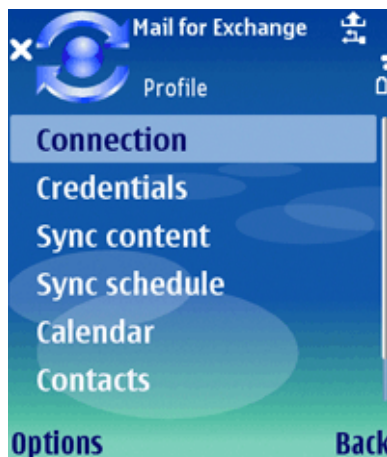 Mail for Exchange
Profile
Connection
Credentials
Sync content
Sync schedule
Calendar
Contacts
Options
Back